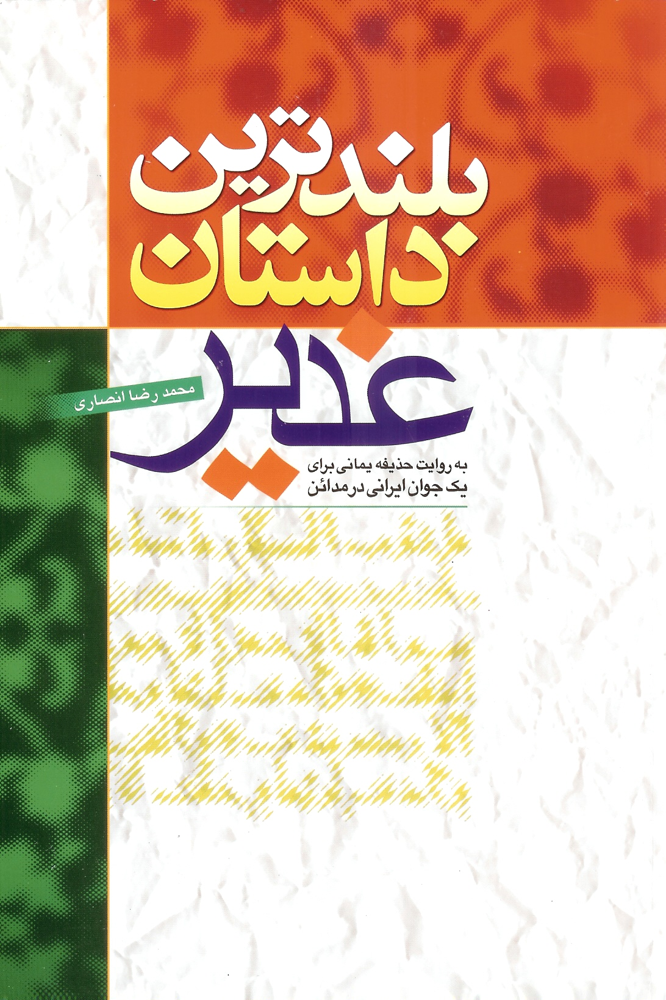 بلندترین
داستان
غدیر
محمد رضا انصاری
به روایت حذیفه یمانی برای
یک جوان ایرانی در مدائن